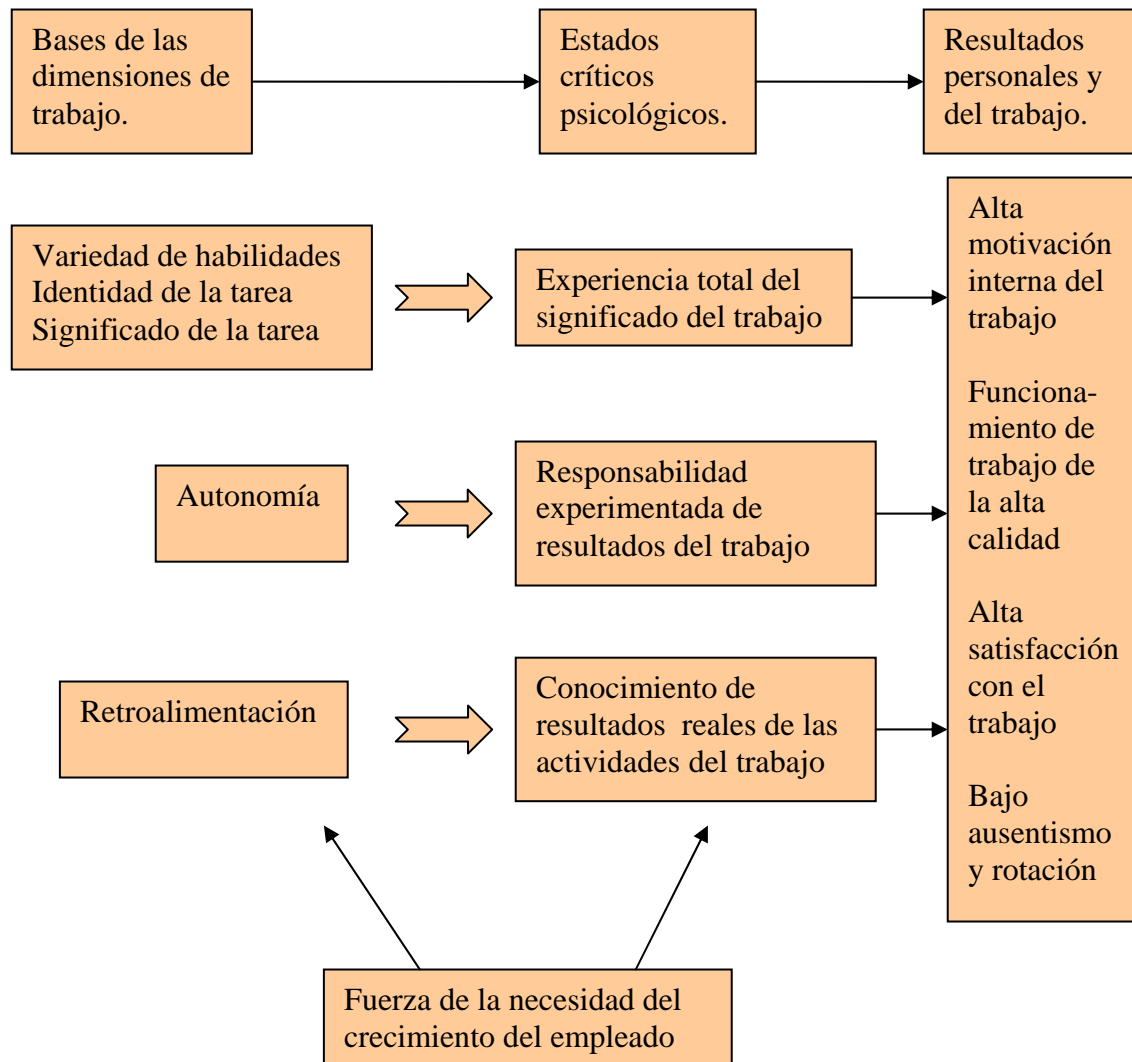 Bases de las
dimensiones de
trabajo.
Estados
críticos
psicológicos.
Resultados
personales y
del trabajo.
Variedad de habilidades
Identidad de la tarea
Significado de la tarea
Experiencia total del
significado del trabajo
Autonomía
Responsabilidad
experimentada de
resultados del trabajo
Retroalimentación
Conocimiento de
resultados reales de las
actividades del trabajo
Alta
motivación
interna del
trabajo
Funciona-
miento de
trabajo de
la alta
calidad
Alta
satisfacción
con el
trabajo
Bajo
ausentismo
y rotación
Fuerza de la necesidad del
crecimiento del empleado